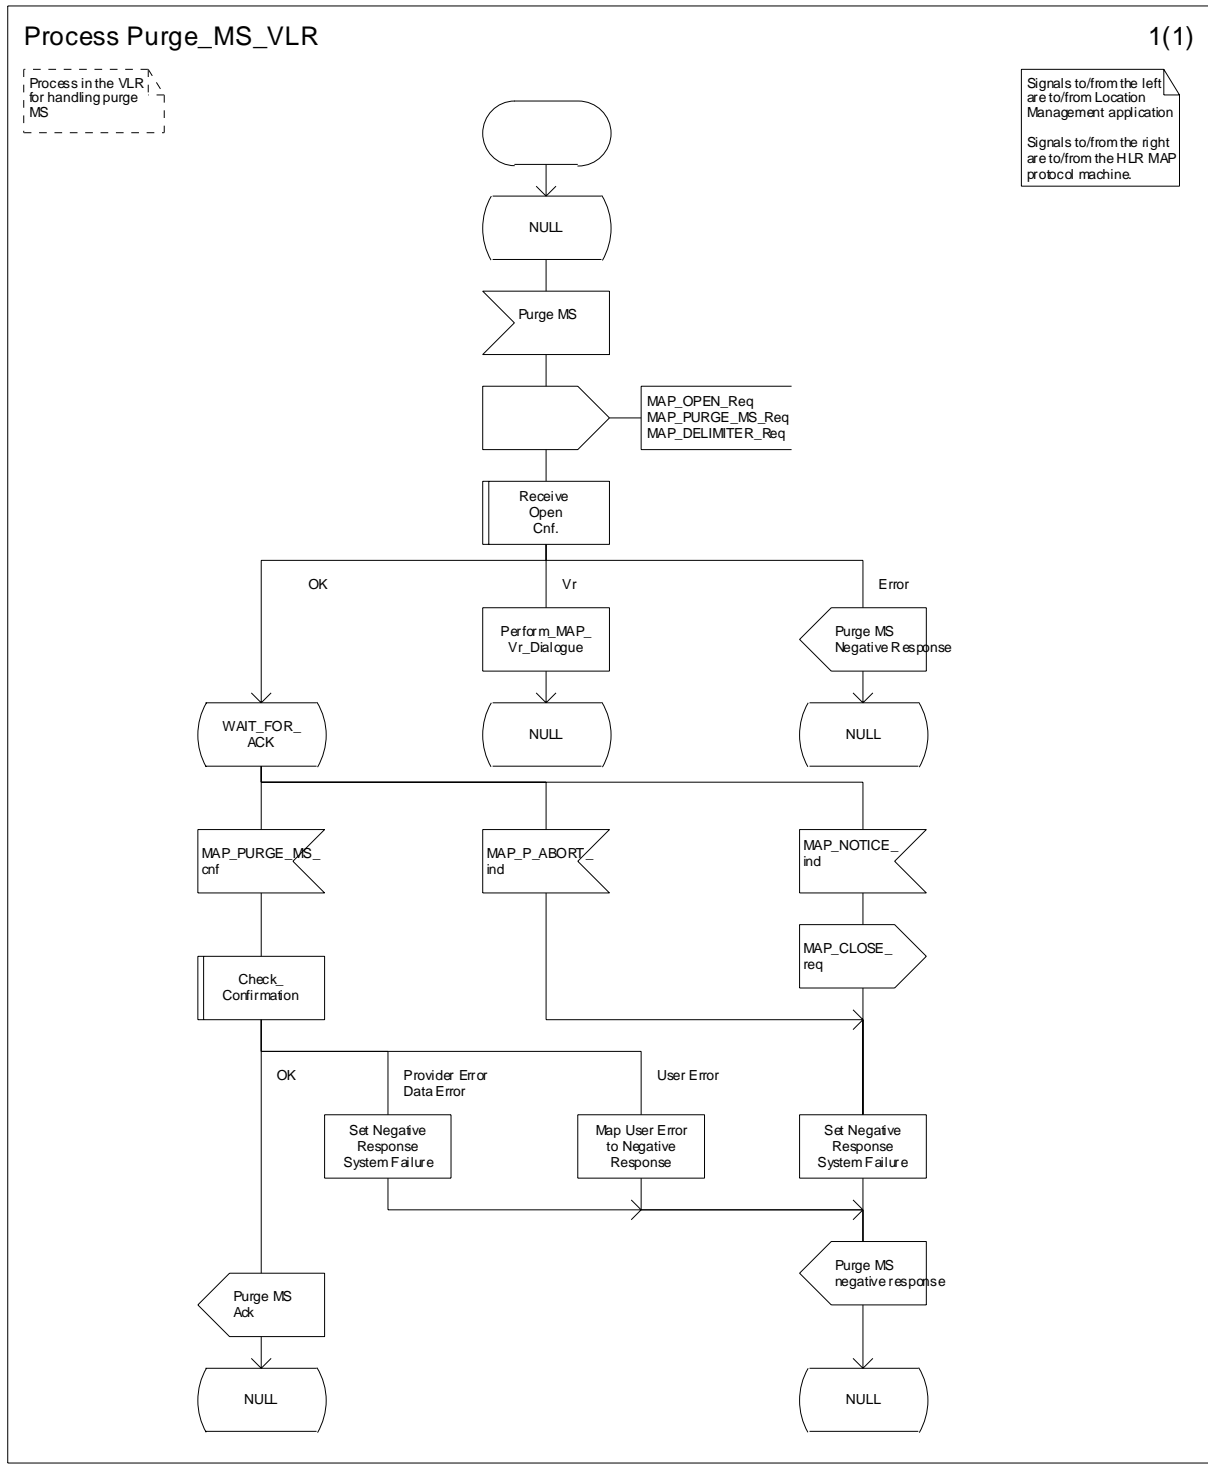 Process Purge_MS_VLR
1(1)
Process in the VLR
for handling purge
MS
Signals to/from the left
are to/from Location
Management application
Signals to/from the right
are to/from the HLR MAP
protocol machine.
NULL
Purge MS
MAP_OPEN_Req
MAP_PURGE_MS_Req
MAP_DELIMITER_Req
Receive
Open
Cnf.
OK
Vr
Error
Perform_MAP_
Vr_Dialogue
Purge MS
Negative Response
WAIT_FOR_
ACK
NULL
NULL
MAP_PURGE_MS_
cnf
MAP_P_ABORT_
ind
MAP_NOTICE_
ind
MAP_CLOSE_
req
Check_
Confirmation
OK
Provider Error
Data Error
User Error
Set Negative
Response
System Failure
Map User Error
to Negative
Response
Set Negative
Response
System Failure
Purge MS
negative response
Purge MS
Ack
NULL
NULL